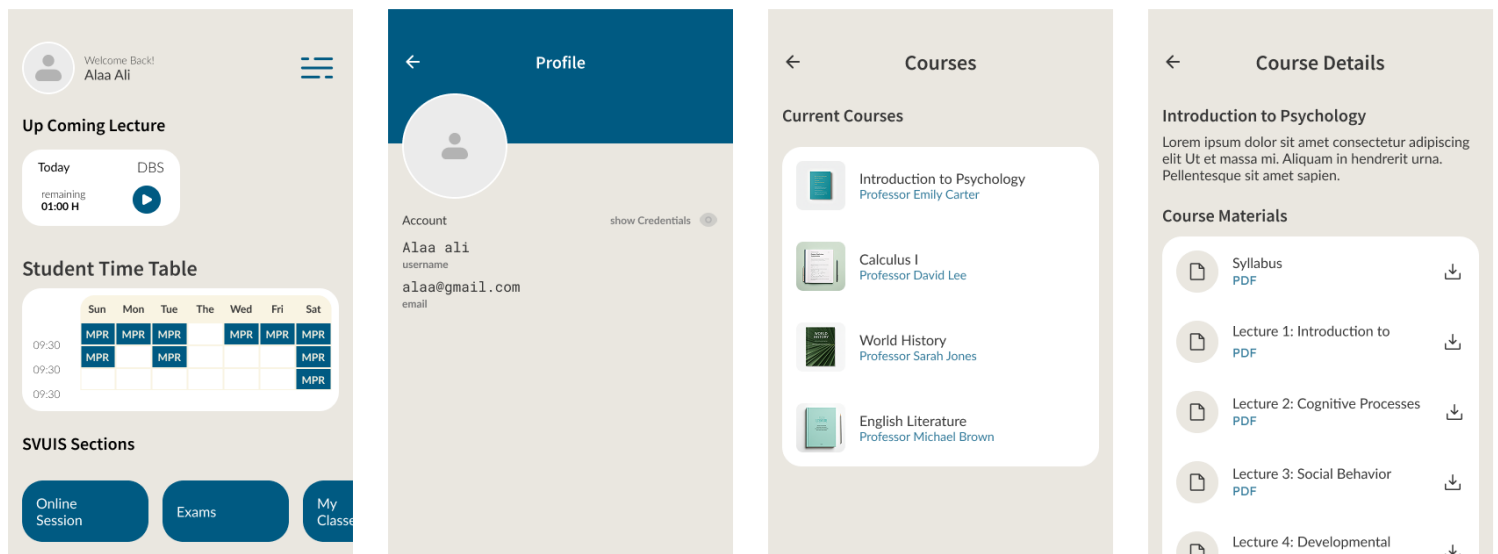 Welcome Back!
Alaa Ali
Up Coming Lecture
Today DBS
remaining
01:00 H
Student Time Table
Sun Mon Tue The Wed Fri Sat
MPR MPR MPR MPR MPR MPR
09:30
MPR MPR MPR
09:30
MPR
09:30
SVUIS Sections
Online
Session
Exams
My
Classe
Profile
Account show Credentials
Alaa ali
username
alaa@gmail.com
email
Courses
Current Courses
Introduction to Psychology
Professor Emily Carter
Calculus I
Professor David Lee
World History
Professor Sarah Jones
English Literature
Professor Michael Brown
Course Details
Introduction to Psychology
Lorem ipsum dolor sit amet consectetur adipiscing
elit Ut et massa mi. Aliquam in hendrerit urna.
Pellentesque sit amet sapien.
Course Materials
Syllabus
PDF
Lecture 1: Introduction to
PDF
Lecture 2: Cognitive Processes
PDF
Lecture 3: Social Behavior
PDF
Lecture 4: Developmental